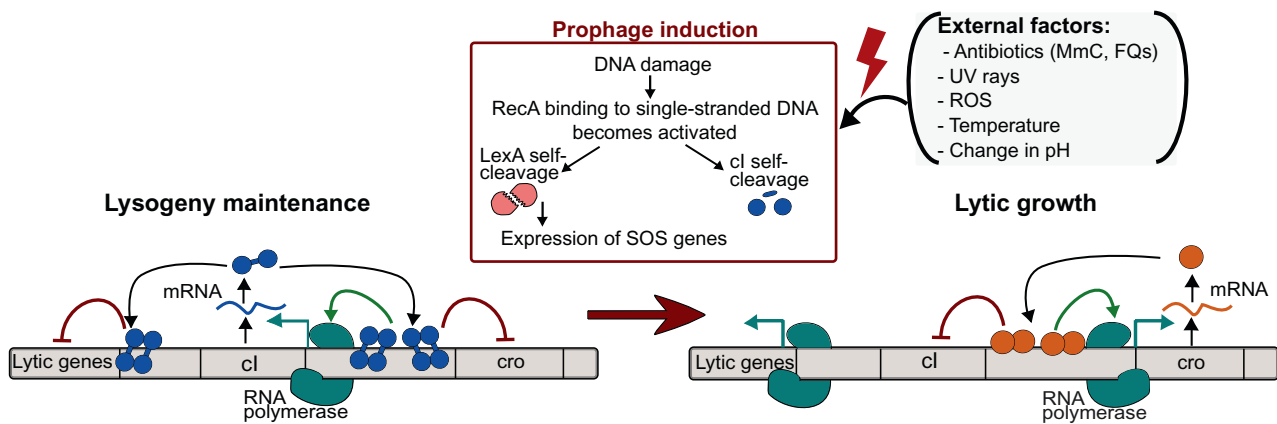 Prophage induction
DNA damage
RecA binding to single-stranded DNA
becomes activated
LexA self-
cleavage
cI self-
cleavage
Expression of SOS genes
External factors:
- Antibiotics (MmC, FQs)
- UV rays
- ROS
- Temperature
- Change in pH
Lysogeny maintenance
mRNA
Lytic genes
cI
cro
RNA
polymerase
Lytic growth
mRNA
Lytic genes
cI
cro
RNA
polymerase